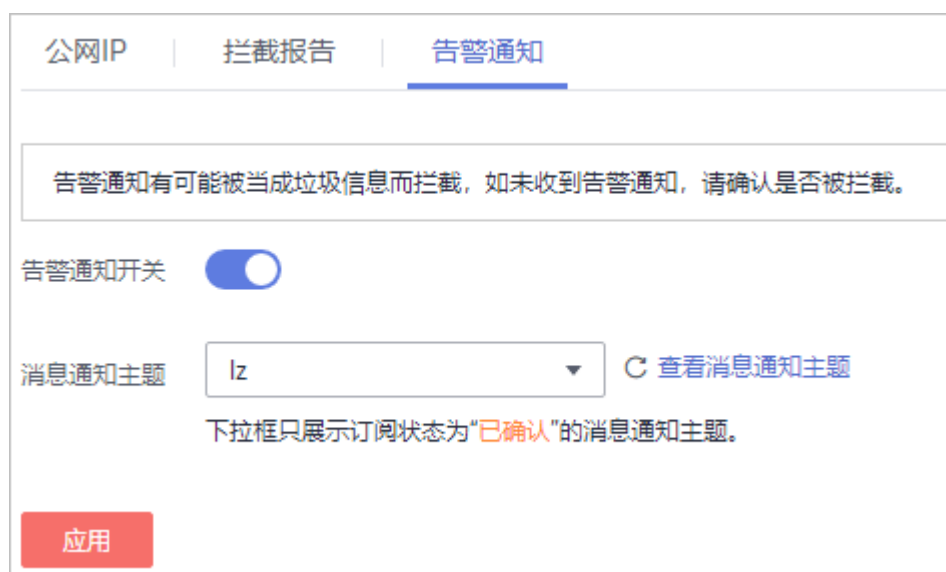 公网IP 拦截报告 告警通知
告警通知有可能被当成垃圾信息而拦截，如未收到告警通知，请确认是否被拦截。
告警通知开关
消息通知主题 lz 查看消息通知主题
下拉框只展示订阅状态为“已确认”的消息通知主题。
应用